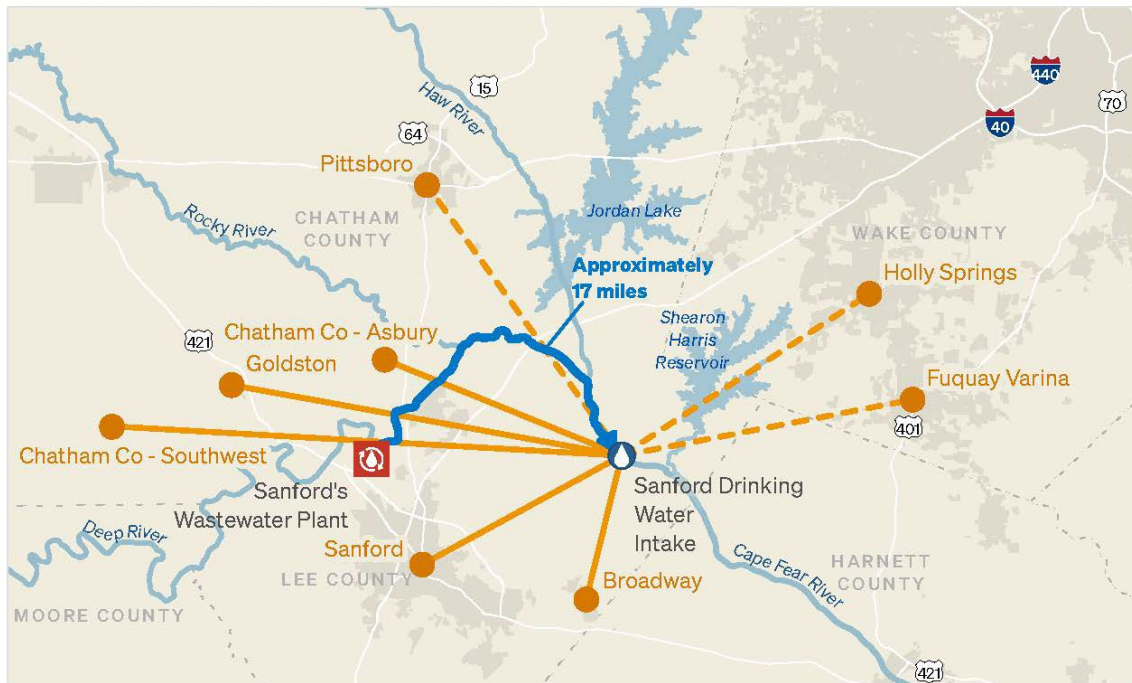 440
15
70
40
Haw River
64
Pittsboro
Jordan Lake
CHATHAM
COUNTY
Rocky River
WAKE COUNTY
Approximately
17 miles
Holly Springs
Shearon
Harris
Reservoir
421
Chatham Co - Asbury
Goldston
Fuquay Varina
401
Chatham Co - Southwest
Sanford's
Wastewater Plant
Sanford Drinking
Water
Intake
Deep River
Sanford
LEE COUNTY
Broadway
Cape Fear River
HARNETT
COUNTY
MOORE COUNTY
421